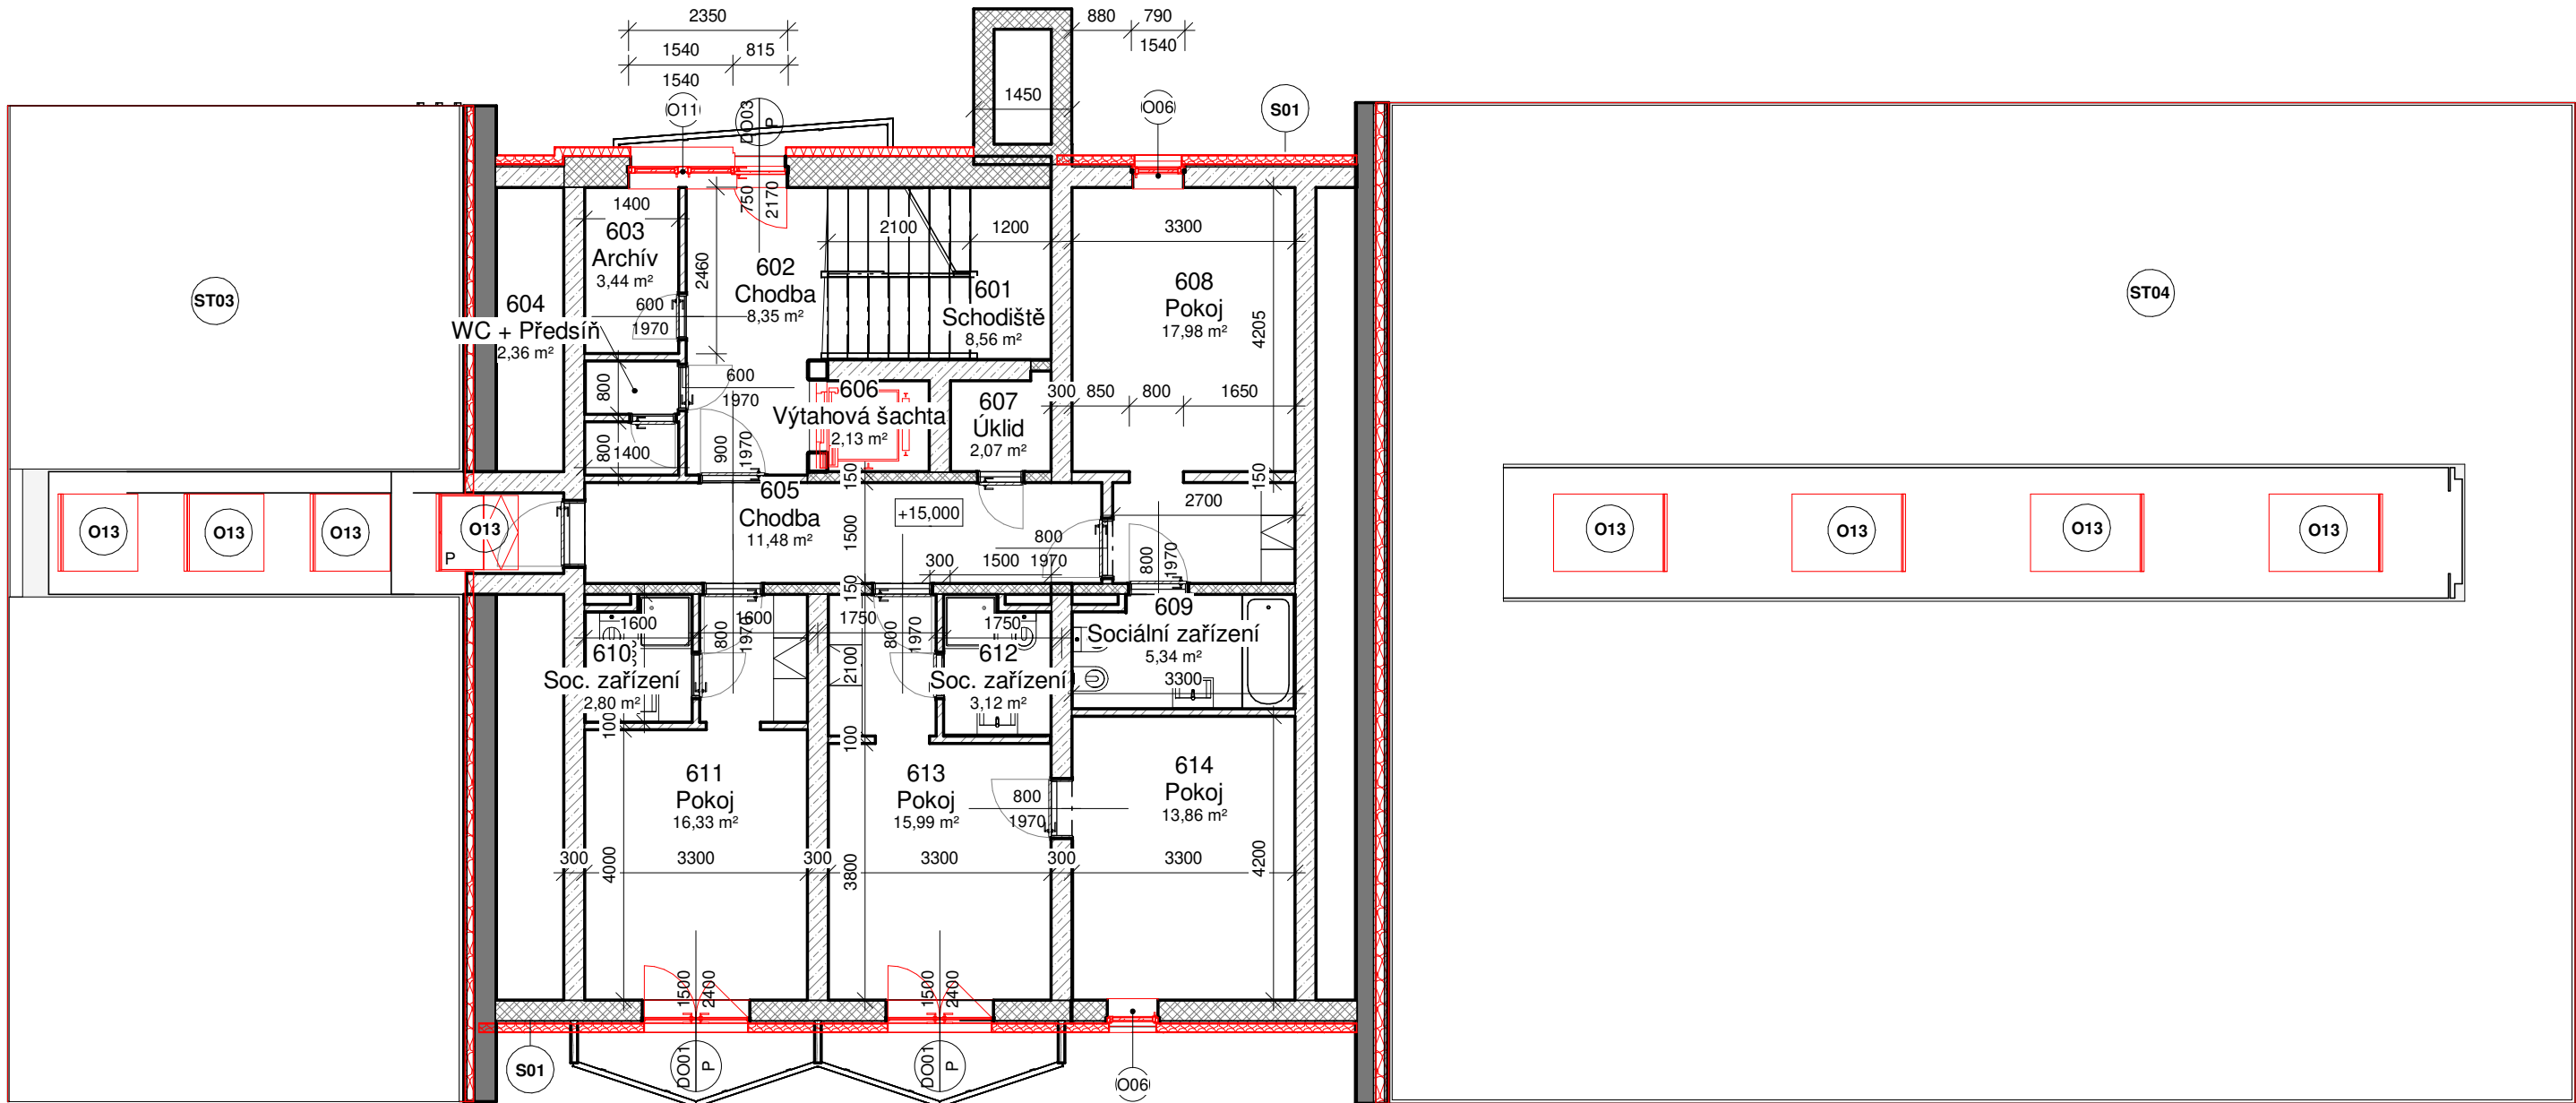 2350
880
790
1540
815
1540
1540
O11
DO03
P
1450
O06
S01
750
2170
1400
603
Archív
3,44 m²
2460
602
Chodba
8,35 m²
2100
1200
3300
601
Schodiště
8,56 m²
608
Pokoj
17,98 m²
4205
ST03
ST04
604
WC + Předsíň
2,36 m²
600
1970
800
600
1970
606
Výtahová šachta
2,13 m²
607
Úklid
2,07 m²
300
850
800
1650
800
1400
900
1970
150
150
605
Chodba
11,48 m²
+15,000
1500
2700
O13
O13
O13
O13
P
O13
O13
O13
O13
800
1970
300
1500
800
1970
150
1600
1600
800
1970
1750
800
1970
1750
609
Sociální zařízení
5,34 m²
3300
610
Soc. zařízení
2,80 m²
2100
612
Soc. zařízení
3,12 m²
100
100
611
Pokoj
16,33 m²
613
Pokoj
15,99 m²
800
1970
614
Pokoj
13,86 m²
300
4000
3300
300
3800
3300
300
3300
4200
1500
2400
1500
2400
S01
DO01
P
DO01
P
O06